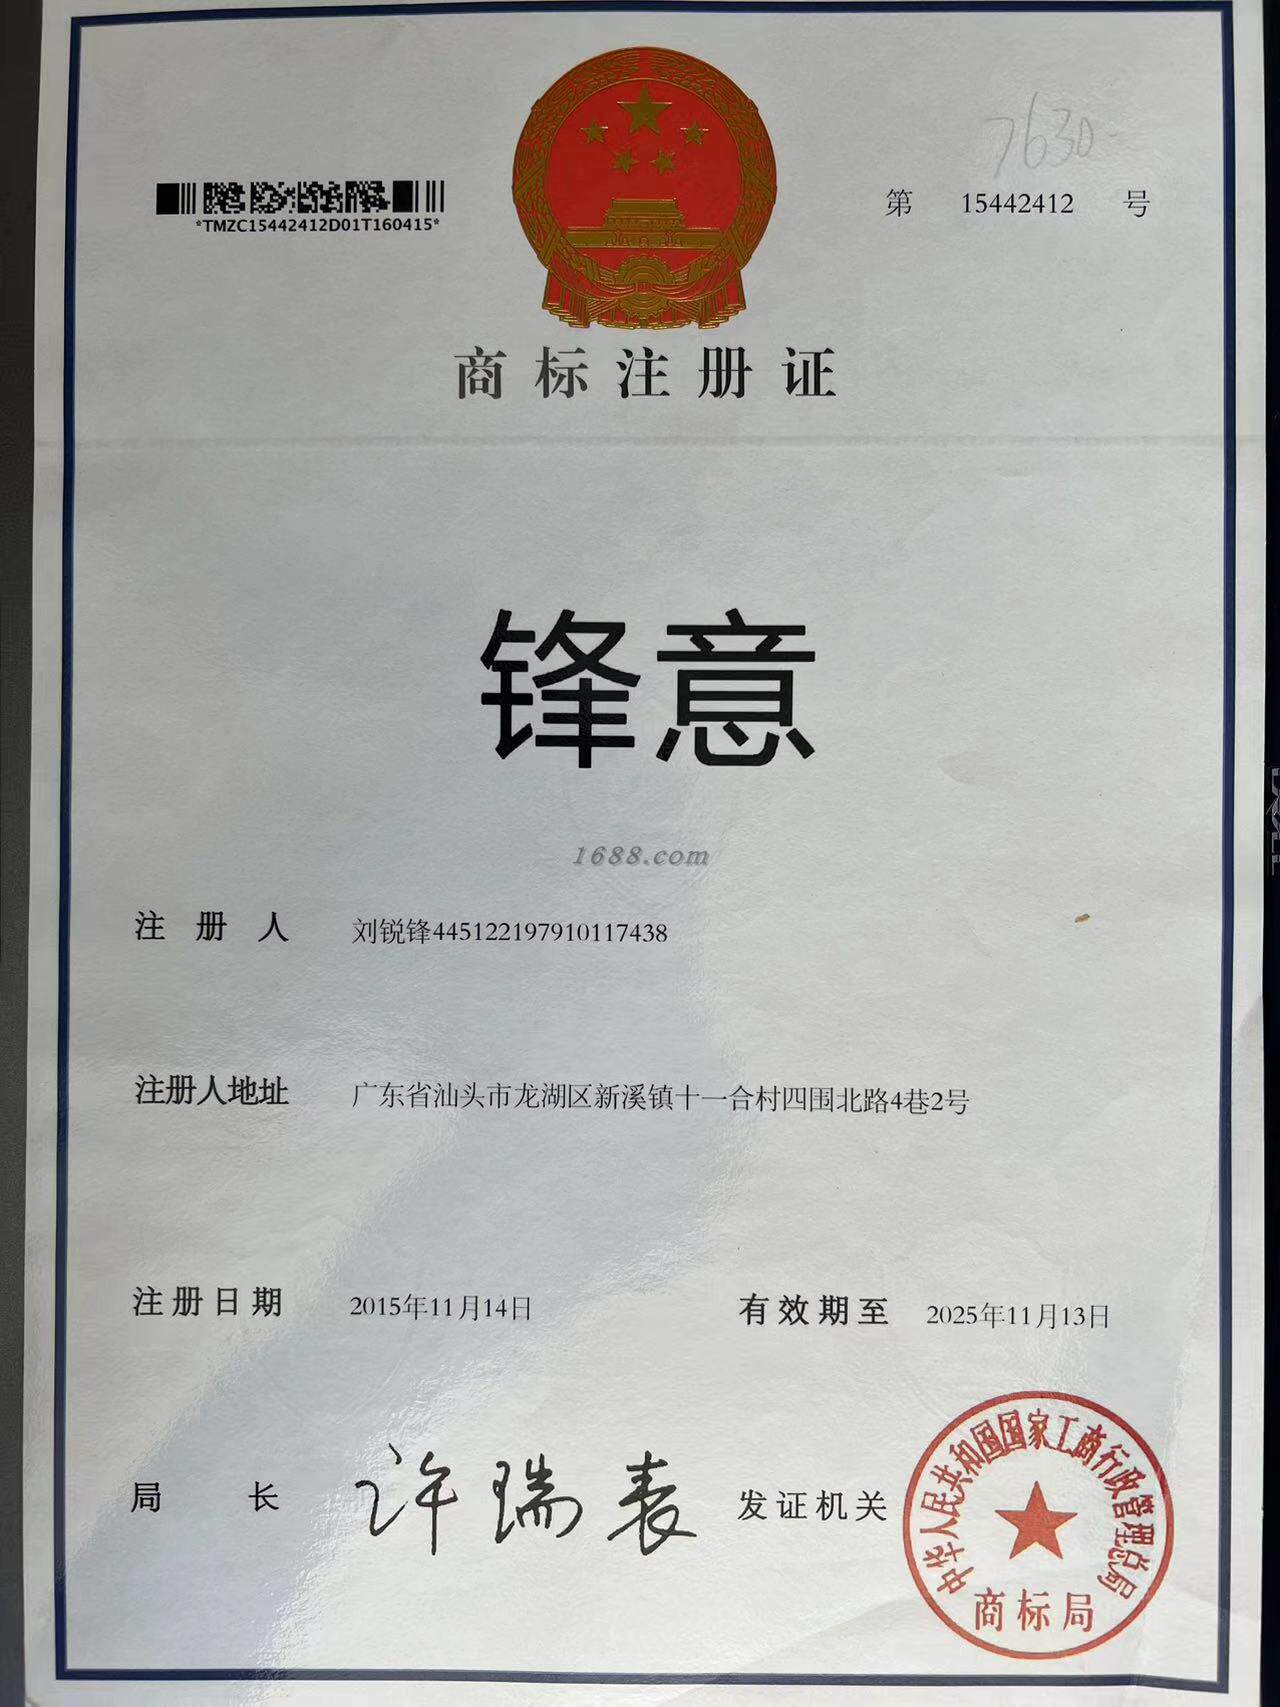 7630
*TMZC15442412D01T160415*
第 15442412 号
商标注册证
锋意
1688.com
注册人 刘锐锋445122197910117438
注册人地址 广东省汕头市龙湖区新溪镇十一合村四围北路4巷2号
注册日期 2015年11月14日 有效期至 2025年11月13日
局长 许瑞表 发证机关
中华人民共和国国家工商行政管理总局
商标局